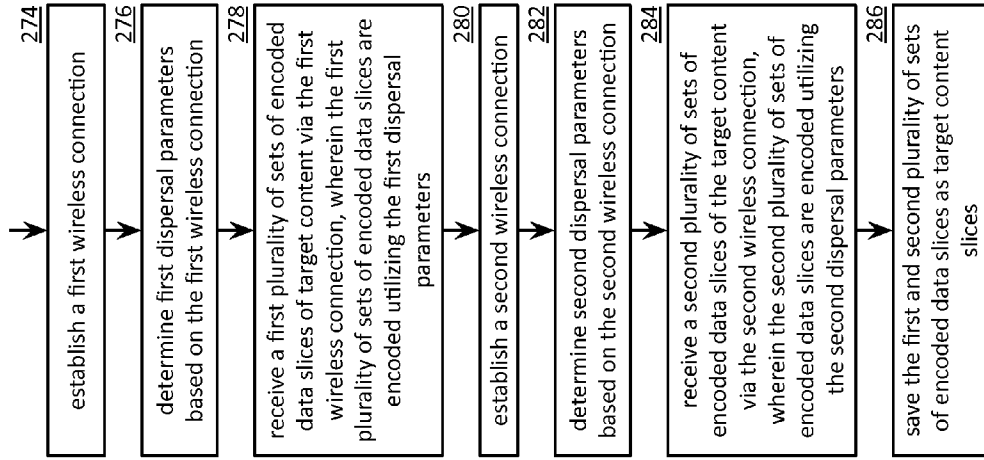 274
establish a first wireless connection
276
determine first dispersal parameters
based on the first wireless connection
278
receive a first plurality of sets of encoded
data slices of target content via the first
wireless connection, wherein the first
plurality of sets of encoded data slices are
encoded utilizing the first dispersal
parameters
280
establish a second wireless connection
282
determine second dispersal parameters
based on the second wireless connection
284
receive a second plurality of sets of
encoded data slices of the target content
via the second wireless connection,
wherein the second plurality of sets of
encoded data slices are encoded utilizing
the second dispersal parameters
286
save the first and second plurality of sets
of encoded data slices as target content
slices